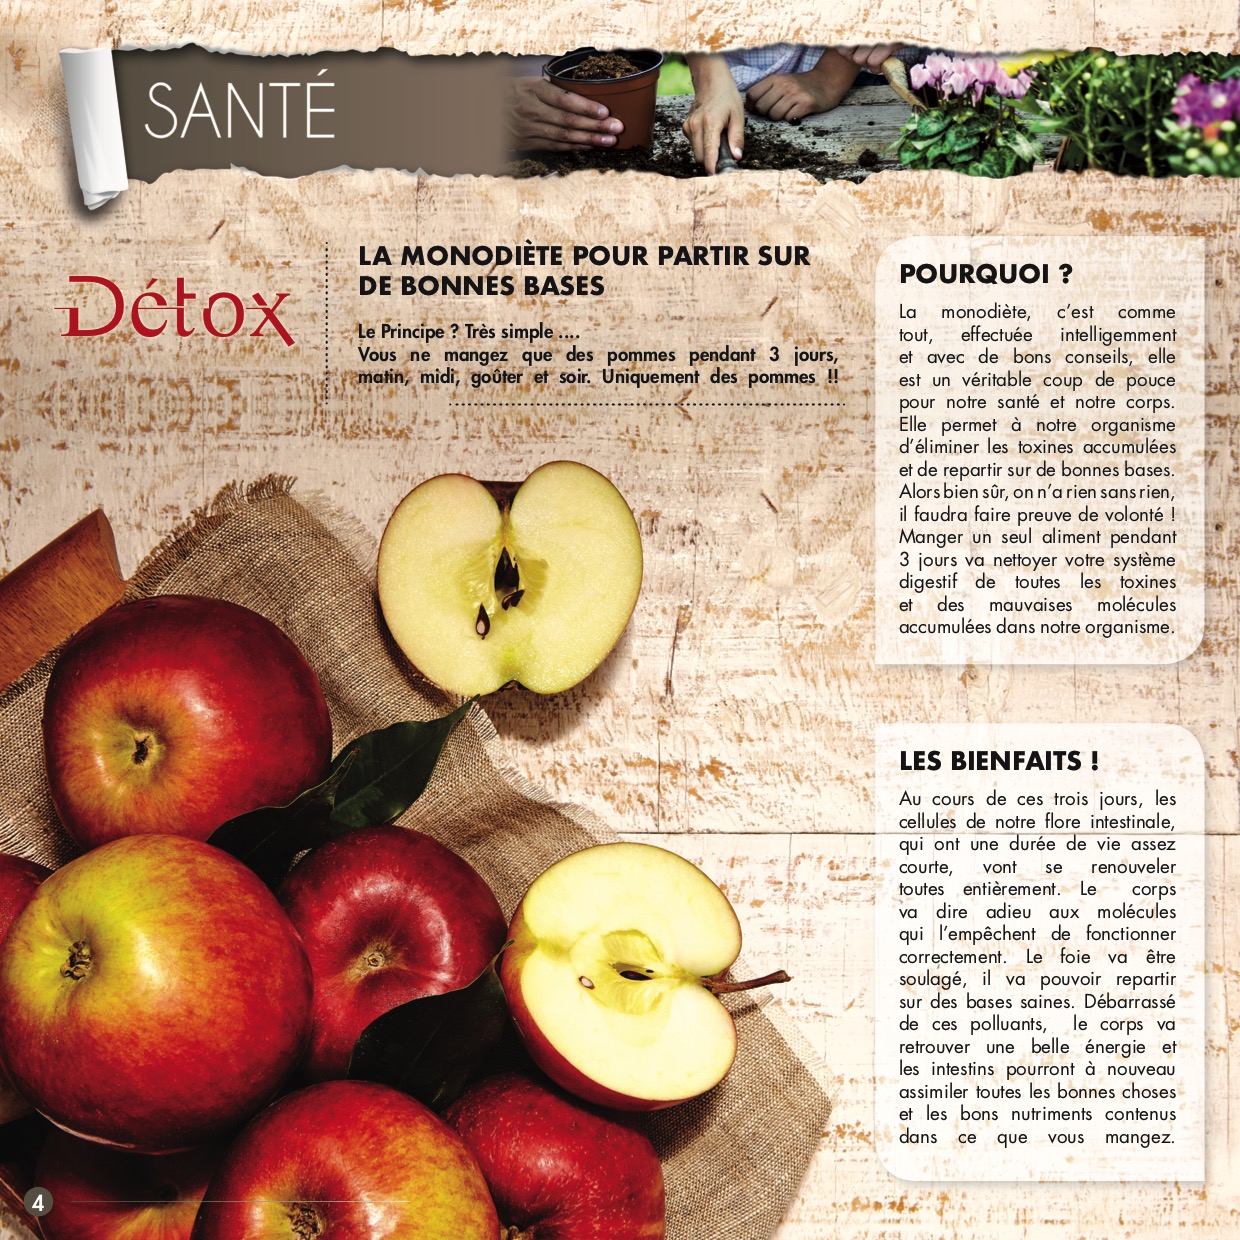 SANTÉ
Détox
LA MONODIÈTE POUR PARTIR SUR
DE BONNES BASES
Le Principe ? Très simple ....
Vous ne mangez que des pommes pendant 3 jours,
matin, midi, goûter et soir. Uniquement des pommes !!
POURQUOI ?
La monodiète, c’est comme
tout, effectuée intelligemment
et avec de bons conseils, elle
est un véritable coup de pouce
pour notre santé et notre corps.
Elle permet à notre organisme
d’éliminer les toxines accumulées
et de repartir sur de bonnes bases.
Alors bien sûr, on n’a rien sans rien,
il faudra faire preuve de volonté !
Manger un seul aliment pendant
3 jours va nettoyer votre système
digestif de toutes les toxines
et des mauvaises molécules
accumulées dans notre organisme.
LES BIENFAITS !
Au cours de ces trois jours, les
cellules de notre flore intestinale,
qui ont une durée de vie assez
courte, vont se renouveler
toutes entièrement. Le corps
va dire adieu aux molécules
qui l’empêchent de fonctionner
correctement. Le foie va être
soulagé, il va pouvoir repartir
sur des bases saines. Débarrassé
de ces polluants, le corps va
retrouver une belle énergie et
les intestins pourront à nouveau
assimiler toutes les bonnes choses
et les bons nutriments contenus
dans ce que vous mangez.
4